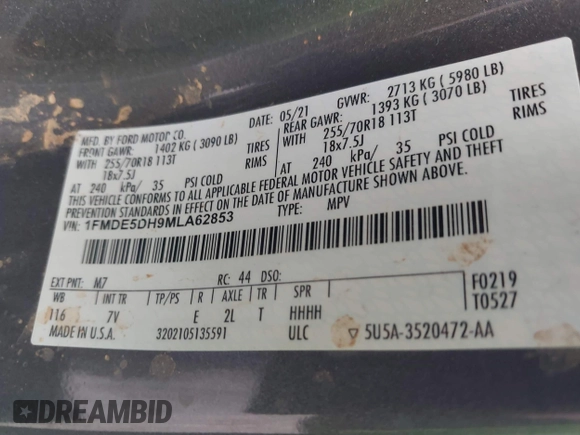 MFD. BY FORD MOTOR CO.
DATE: 05/21 GVWR: 2713 KG ( 5980 LB)
FRONT GAWR: 1402 KG ( 3090 LB) REAR GAWR: 1393 KG ( 3070 LB)
WITH 255/70R18 113T TIRES WITH 255/70R18 113T TIRES
18x7.5J RIMS 18x7.5J RIMS
AT 240 kPa/ 35 PSI COLD AT 240 kPa/ 35 PSI COLD
THIS VEHICLE CONFORMS TO ALL APPLICABLE FEDERAL MOTOR VEHICLE SAFETY AND THEFT
PREVENTION STANDARDS IN EFFECT ON THE DATE OF MANUFACTURE SHOWN ABOVE.
VIN: 1FMDE5DH9MLA62853 TYPE: MPV
EXT PNT: M7 RC: 44 DSO: F0219
WB INT TR TP/PS R AXLE TR SPR T0527
116 7V E 2L T HHHH
MADE IN U.S.A. 3202105135591 ULC 5U5A-3520472-AA
DREAMBID